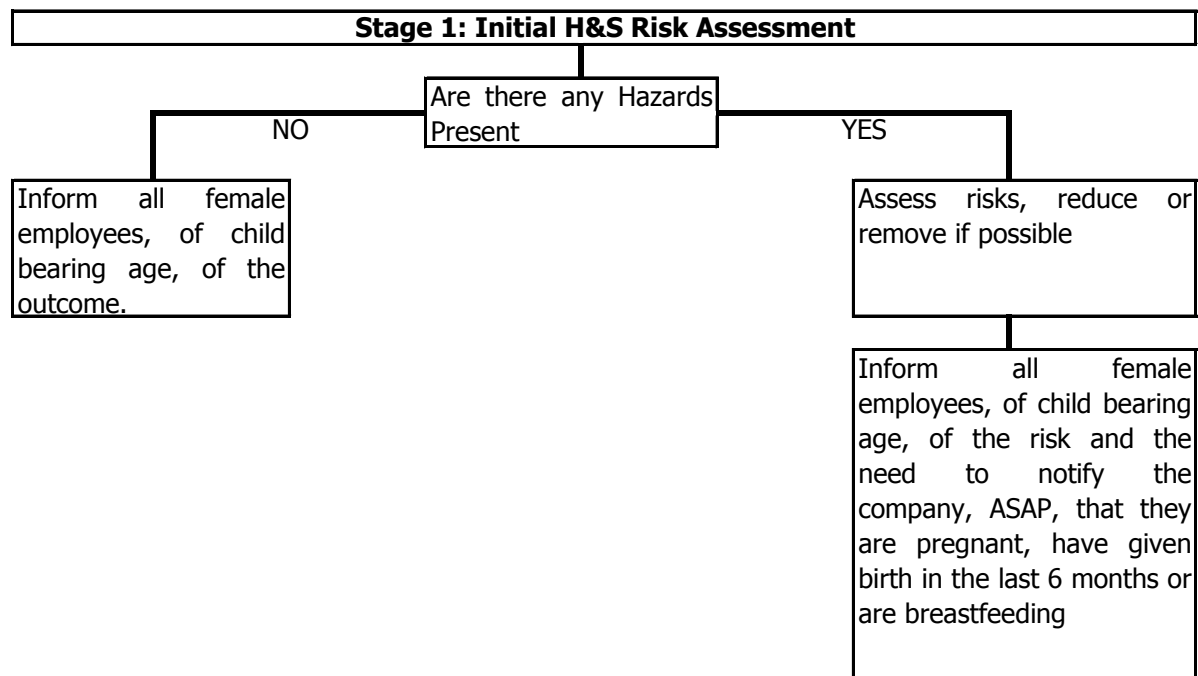 Stage 1: Initial H&S Risk Assessment
Are there any Hazards
Present
NO
YES
Inform all female
employees, of child
bearing age, of the
outcome.
Assess risks, reduce or
remove if possible
Inform all female
employees, of child bearing
age, of the risk and the
need to notify the
company, ASAP, that they
are pregnant, have given
birth in the last 6 months or
are breastfeeding